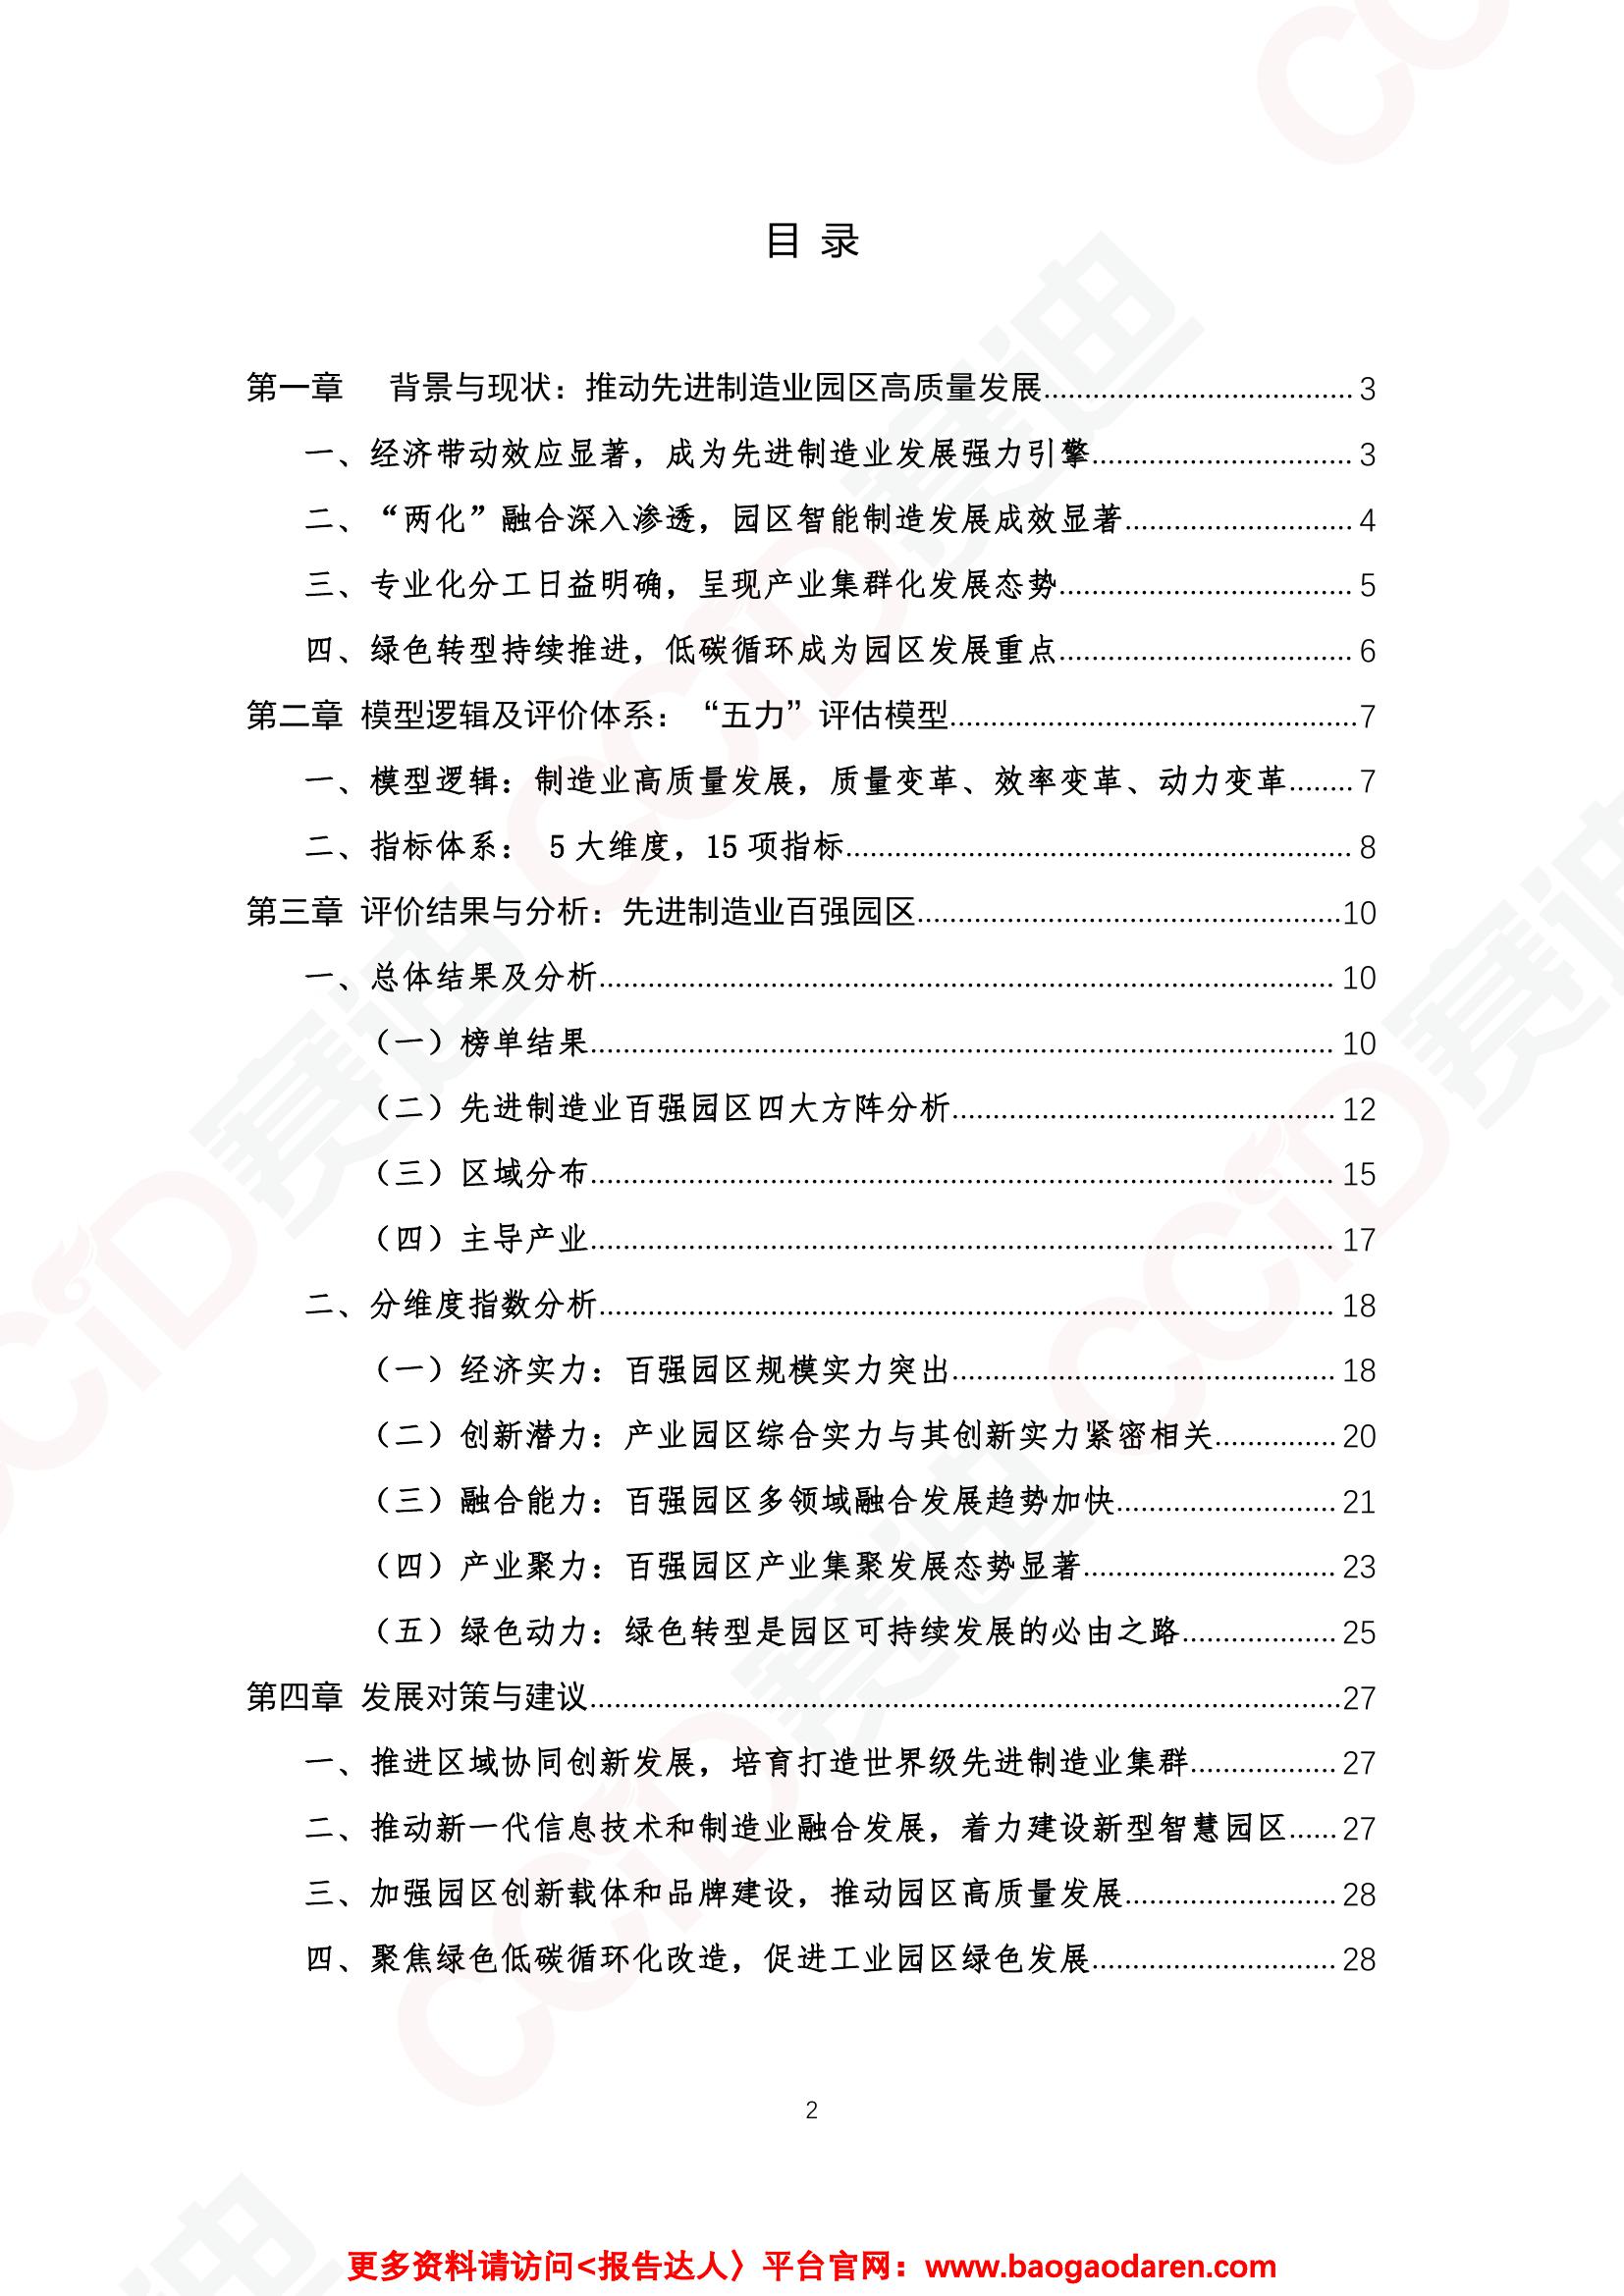 目 录
第一章 背景与现状：推动先进制造业园区高质量发展.....................................3
一、经济带动效应显著，成为先进制造业发展强力引擎................................3
二、“两化”融合深入渗透，园区智能制造发展成效显著............................4
三、专业化分工日益明确，呈现产业集群化发展态势....................................5
四、绿色转型持续推进，低碳循环成为园区发展重点....................................6
第二章 模型逻辑及评价体系：“五力”评估模型.................................................7
一、模型逻辑：制造业高质量发展，质量变革、效率变革、动力变革........7
二、指标体系： 5 大维度，15 项指标.............................................................8
第三章 评价结果与分析：先进制造业百强园区...................................................10
一、总体结果及分析.........................................................................................10
（一）榜单结果..........................................................................................10
（二）先进制造业百强园区四大方阵分析..............................................12
（三）区域分布..........................................................................................15
（四）主导产业..........................................................................................17
二、分维度指数分析.........................................................................................18
（一）经济实力：百强园区规模实力突出..............................................18
（二）创新潜力：产业园区综合实力与其创新实力紧密相关...............20
（三）融合能力：百强园区多领域融合发展趋势加快...........................21
（四）产业聚力：百强园区产业集聚发展态势显著...............................23
（五）绿色动力：绿色转型是园区可持续发展的必由之路...................25
第四章 发展对策与建议...........................................................................................27
一、推进区域协同创新发展，培育打造世界级先进制造业集群..................27
二、推动新一代信息技术和制造业融合发展，着力建设新型智慧园区......27
三、加强园区创新载体和品牌建设，推动园区高质量发展..........................28
四、聚焦绿色低碳循环化改造，促进工业园区绿色发展..............................28
2
更多资料请访问<报告达人〉平台官网：www.baogaodaren.com
CCiD赛迪
CCiD赛迪
CCiD赛迪
CCiD赛迪